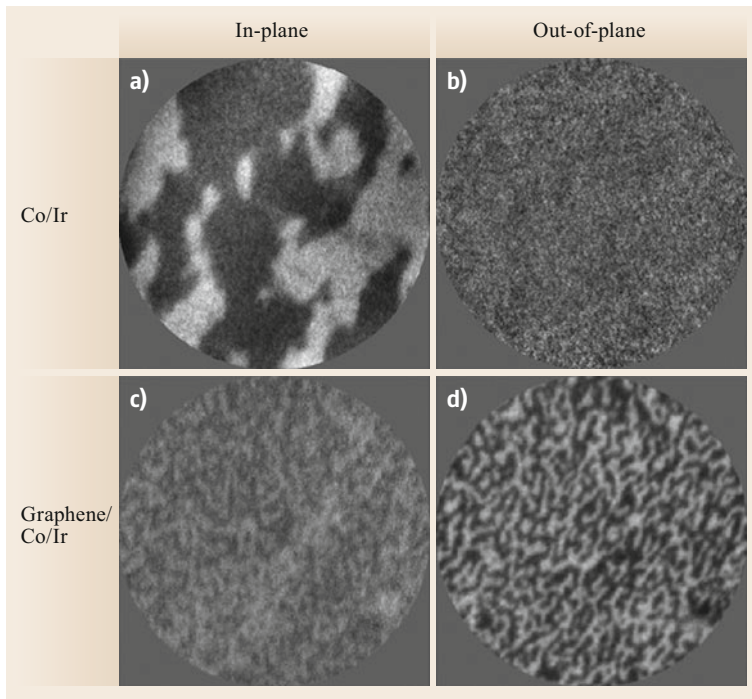 In-plane
Out-of-plane
a)
b)
Co/Ir
c)
d)
Graphene/
Co/Ir